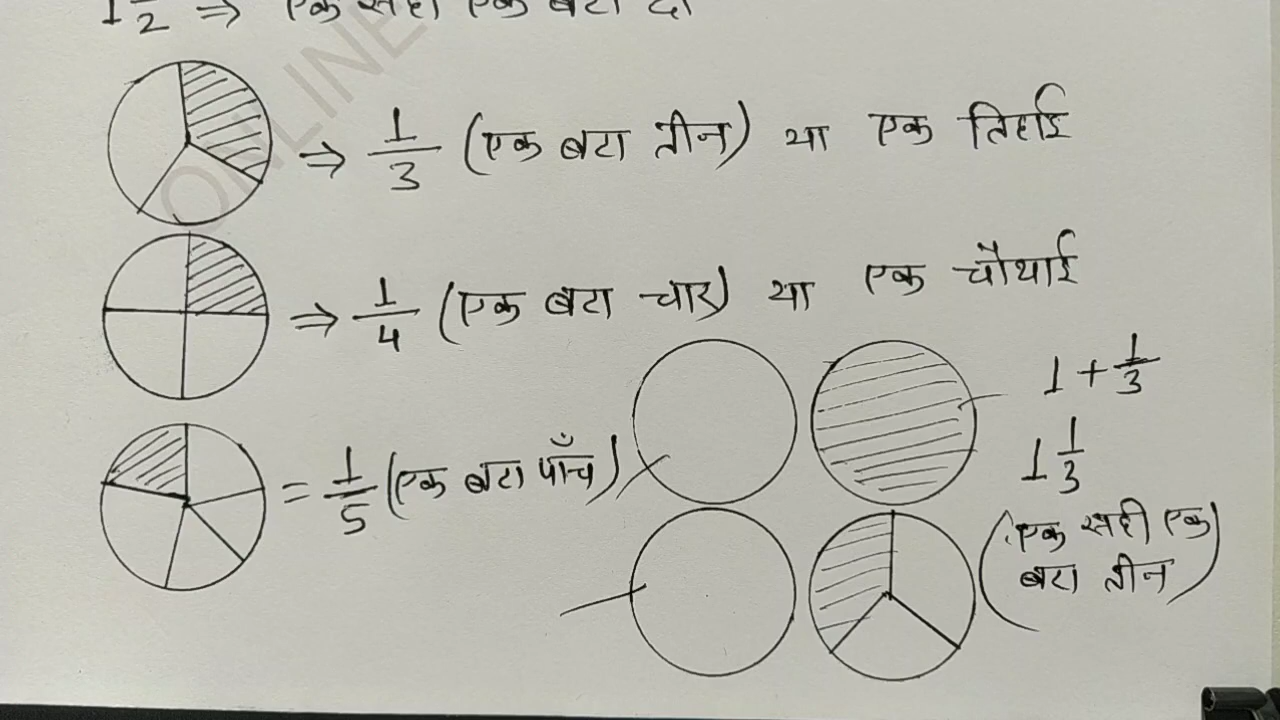 1 1/2 ⇒ एक सही एक बटा दो
ONLINE
⇒ 1/3 (एक बटा तीन) या एक तिहाई
⇒ 1/4 (एक बटा चार) या एक चौथाई
1 + 1/3
= 1/5 (एक बटा पाँच)
1 1/3
(एक सही एक
बटा तीन)